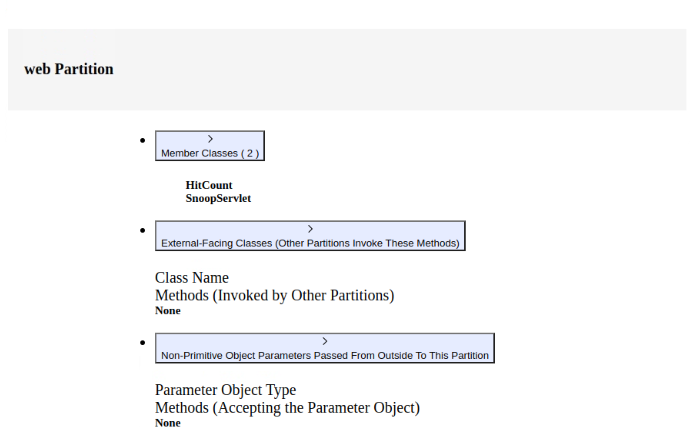 web Partition
Member Classes ( 2 )
HitCount
SnoopServlet
External-Facing Classes (Other Partitions Invoke These Methods)
Class Name
Methods (Invoked by Other Partitions)
None
Non-Primitive Object Parameters Passed From Outside To This Partition
Parameter Object Type
Methods (Accepting the Parameter Object)
None